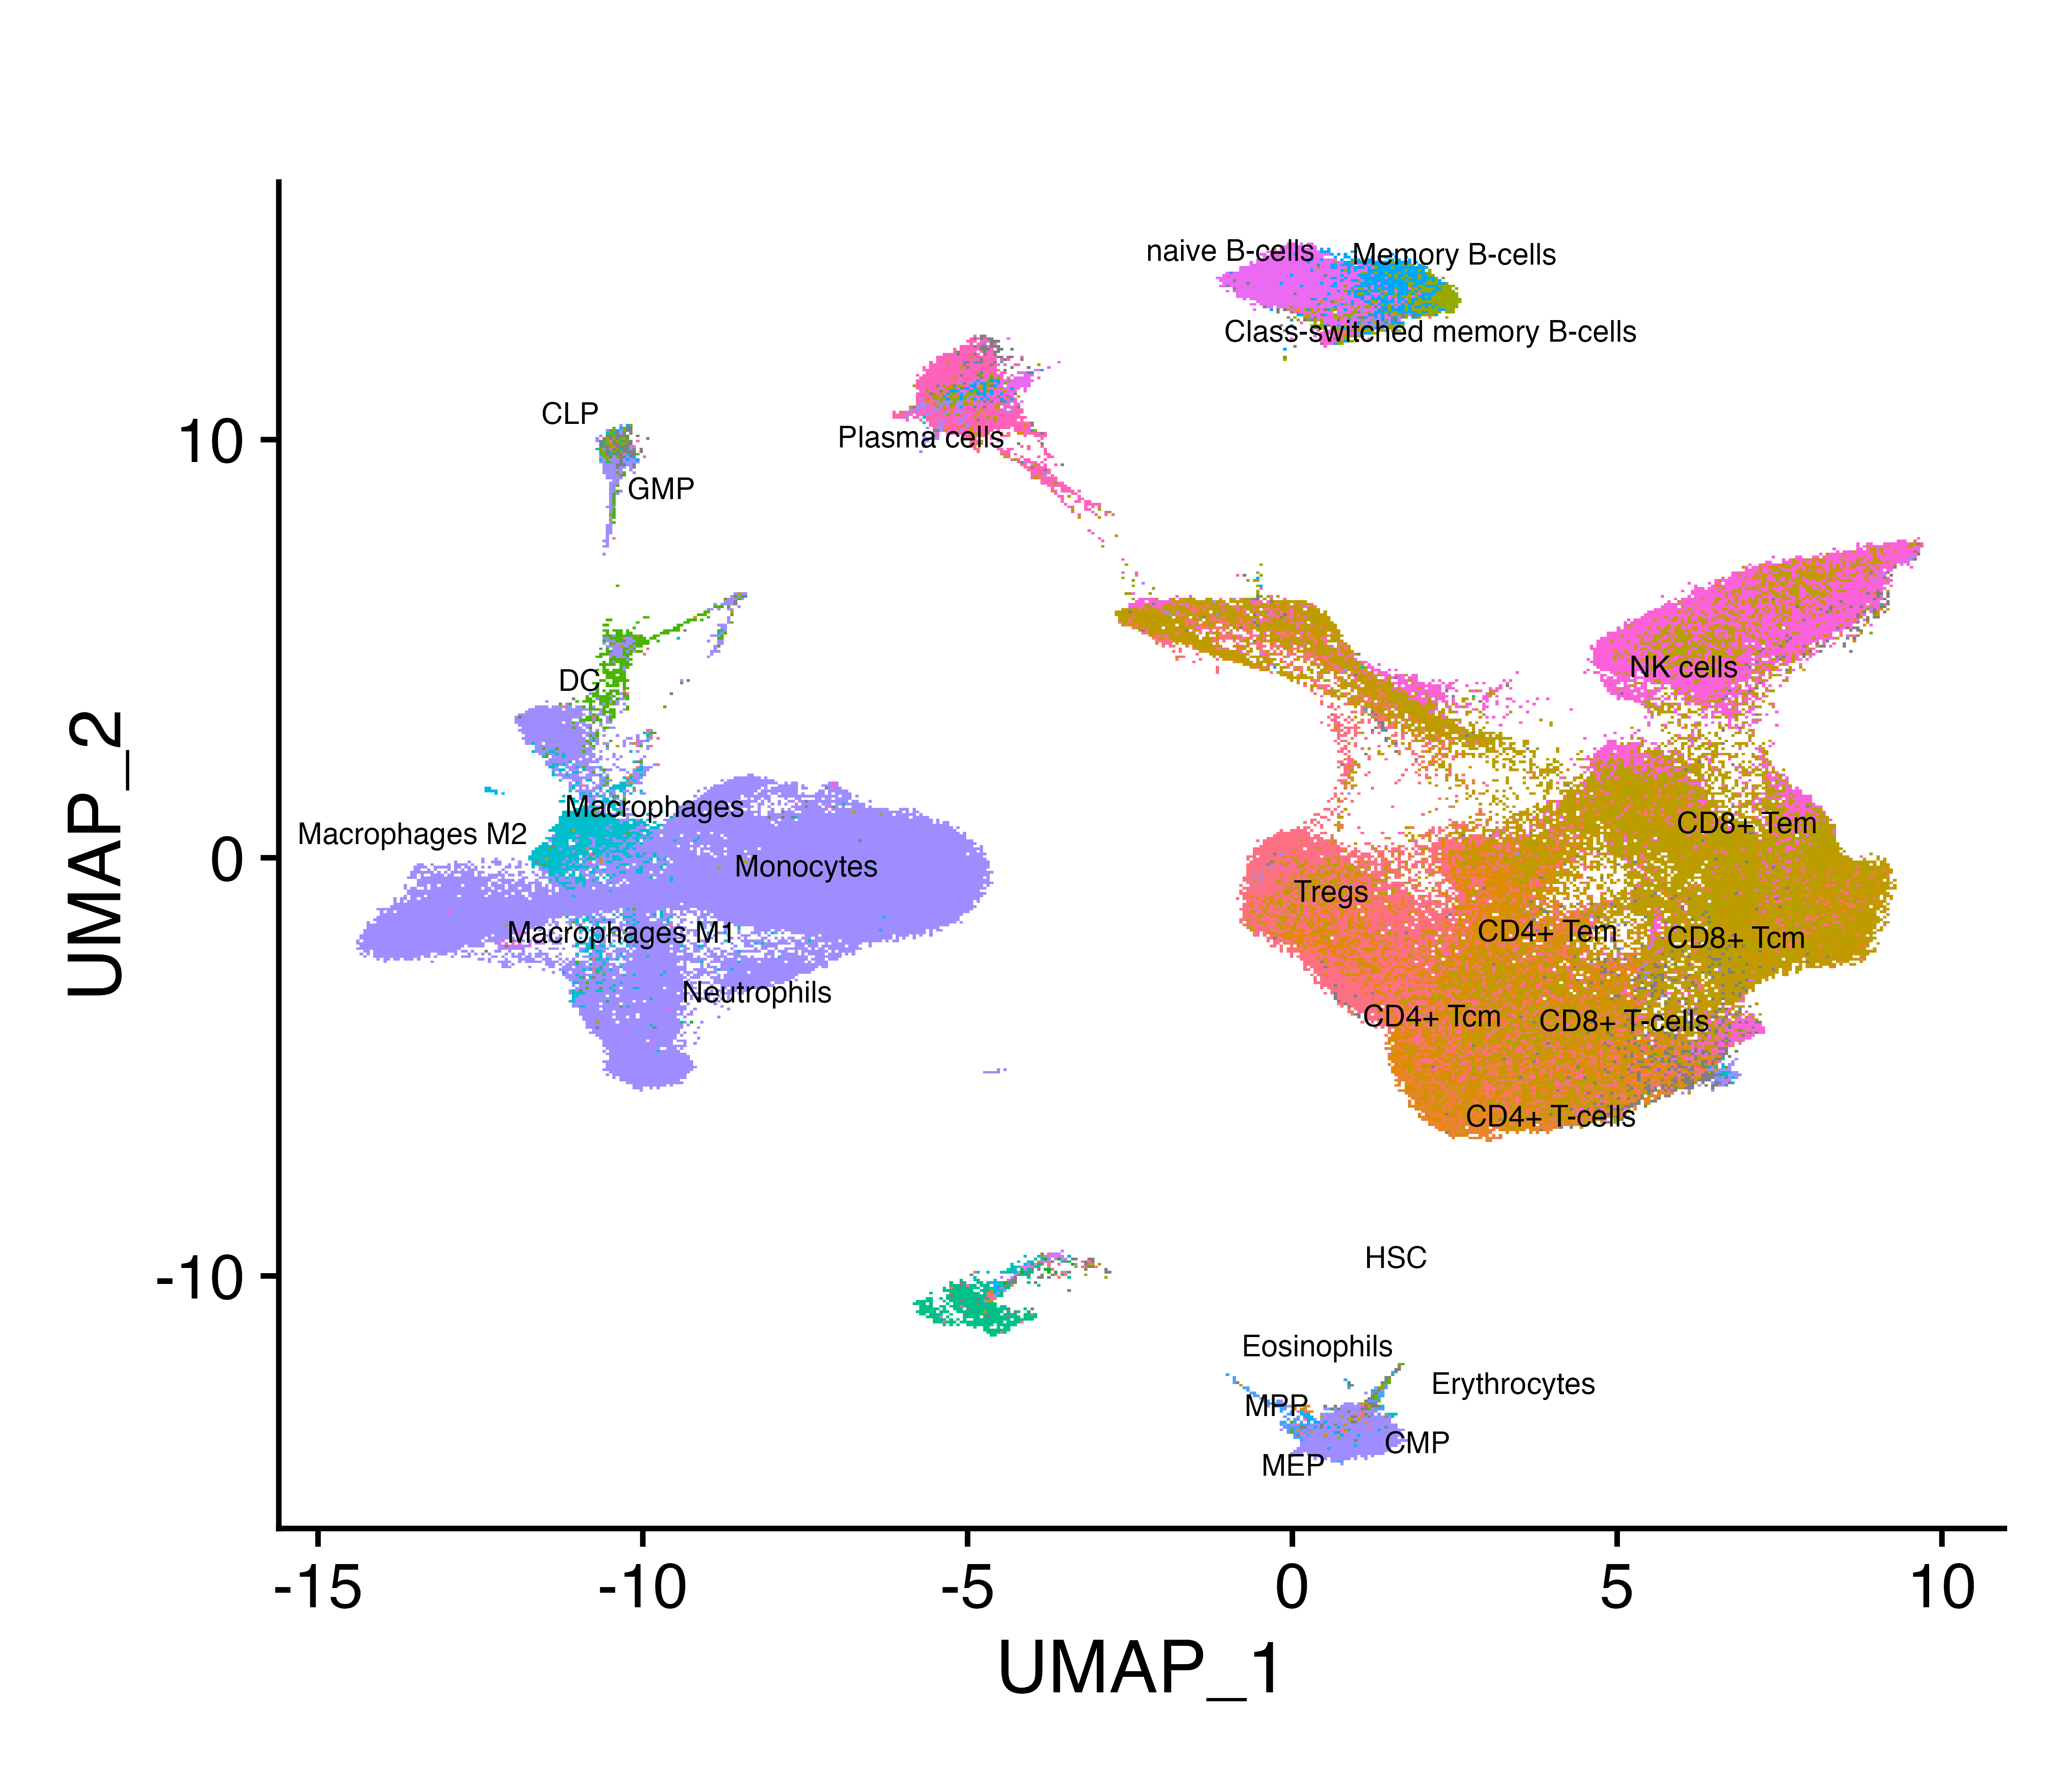 naive B-cells
Memory B-cells
Class-switched memory B-cells
CLP
Plasma cells
10
GMP
NK cells
DC
UMAP_2
Macrophages
CD8+ Tem
Macrophages M2
0
Monocytes
Tregs
Macrophages M1
CD4+ Tem
CD8+ Tcm
Neutrophils
CD4+ Tcm
CD8+ T-cells
CD4+ T-cells
HSC
-10
Eosinophils
Erythrocytes
MPP
CMP
MEP
-15 -10 -5 0 5 10
UMAP_1